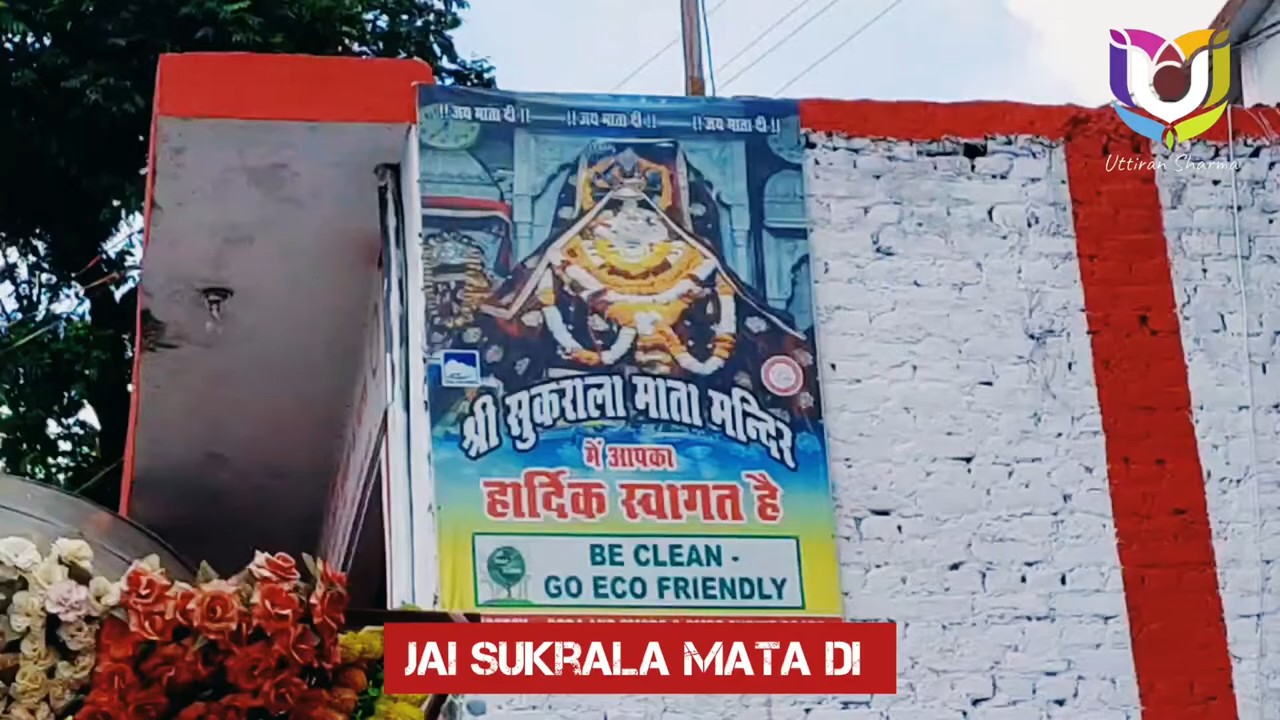 !! जय माता दी !! !! जय माता दी !! !! जय माता दी !!
Uttiran Sharma
श्री सुकराला माता मन्दिर
में आपका
हार्दिक स्वागत है
BE CLEAN -
GO ECO FRIENDLY
JAI SUKRALA MATA DI